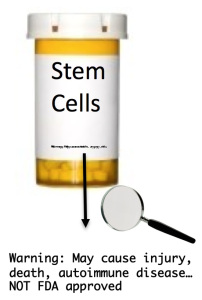 Stem
Cells
Warning: May cause injury,
death, autoimmune disease…
NOT FDA approved